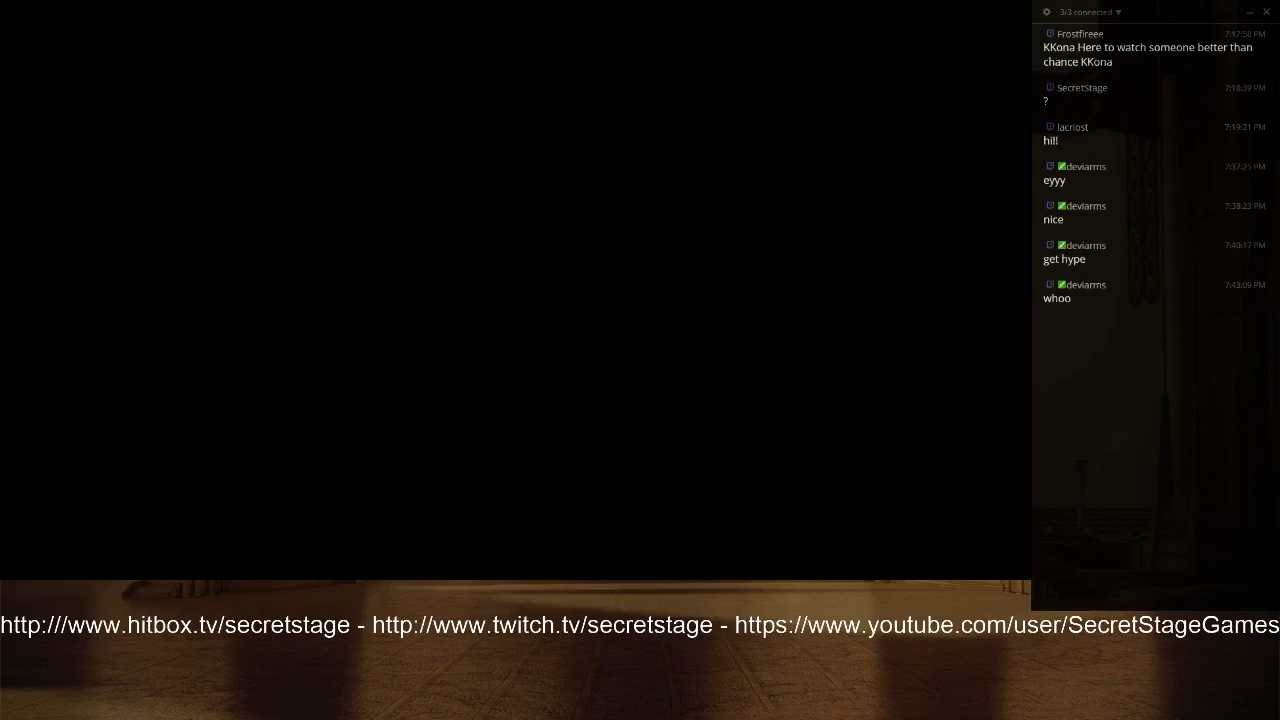 3/3 connected ▼
Frostfireee 7:17:58 PM
KKona Here to watch someone better than
chance KKona
SecretStage 7:18:39 PM
?
lacriost 7:19:21 PM
hi!!
deviarms 7:37:25 PM
eyyy
deviarms 7:38:23 PM
nice
deviarms 7:40:17 PM
get hype
deviarms 7:43:09 PM
whoo
http:///www.hitbox.tv/secretstage - http://www.twitch.tv/secretstage - https://www.youtube.com/user/SecretStageGames